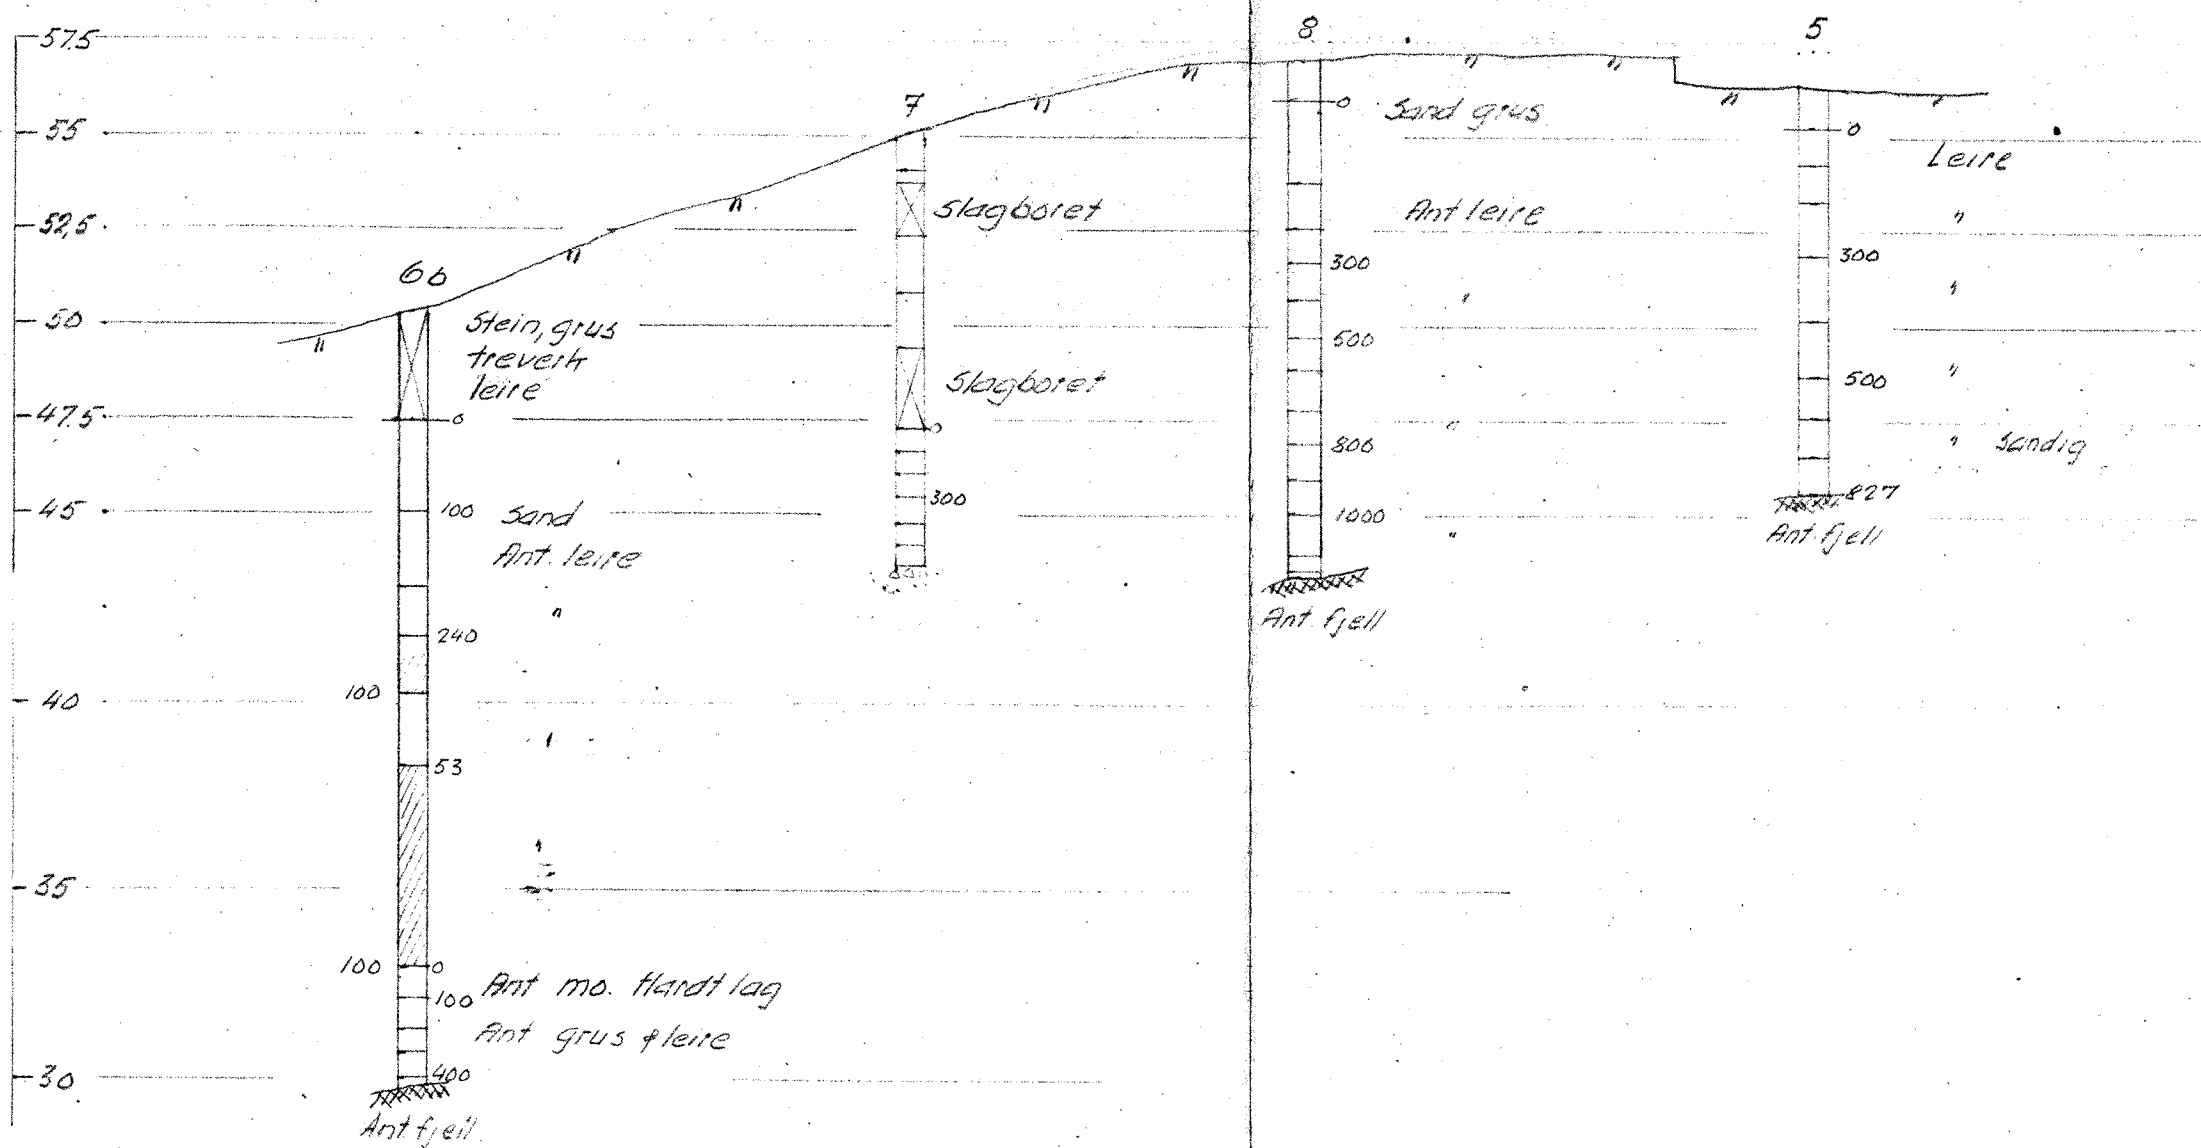 57.5
55
52,5
50
47.5
45
40
35
30
6b
Stein, grus
treverk
leire
0
100
Sand
Ant. leire
"
240
100
53
100
0
100
Ant mo. Hardt lag
Ant grus & leire
400
Ant. fjell
7
Slagboret
Slagboret
0
300
8
0
Sand grus
Ant leire
300
"
500
"
800
1000
"
Ant. fjell
5
0
Leire
"
300
"
"
500
" sandig
827
Ant. fjell